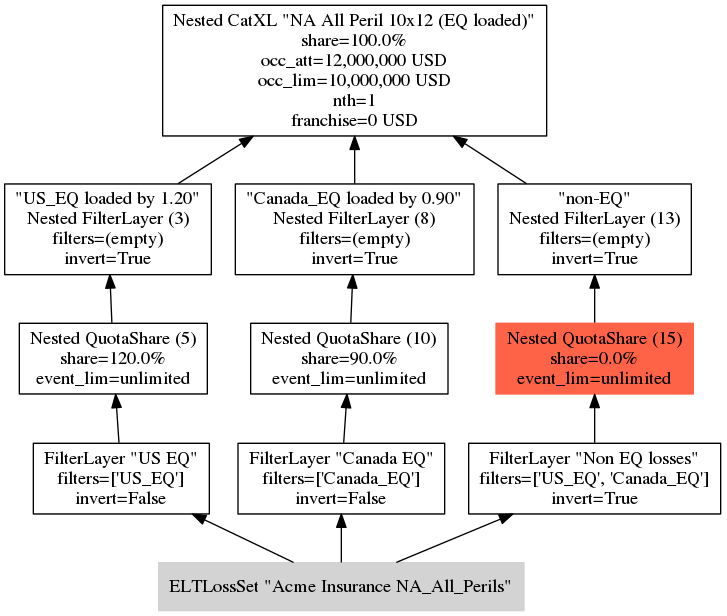 Nested CatXL "NA All Peril 10x12 (EQ loaded)"
share=100.0%
occ_att=12,000,000 USD
occ_lim=10,000,000 USD
nth=1
franchise=0 USD
"US_EQ loaded by 1.20"
Nested FilterLayer (3)
filters=(empty)
invert=True
"Canada_EQ loaded by 0.90"
Nested FilterLayer (8)
filters=(empty)
invert=True
"non-EQ"
Nested FilterLayer (13)
filters=(empty)
invert=True
Nested QuotaShare (5)
share=120.0%
event_lim=unlimited
Nested QuotaShare (10)
share=90.0%
event_lim=unlimited
Nested QuotaShare (15)
share=0.0%
event_lim=unlimited
FilterLayer "US EQ"
filters=['US_EQ']
invert=False
FilterLayer "Canada EQ"
filters=['Canada_EQ']
invert=False
FilterLayer "Non EQ losses"
filters=['US_EQ', 'Canada_EQ']
invert=True
ELTLossSet "Acme Insurance NA_All_Perils"